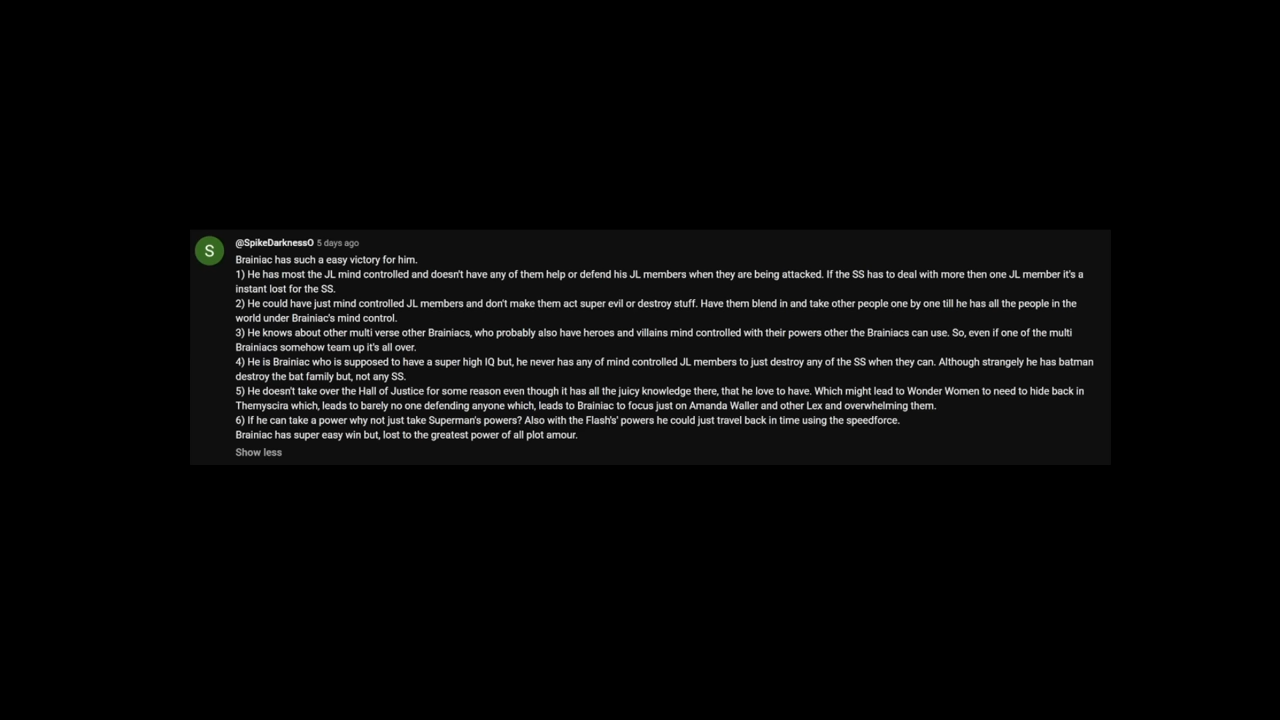 S
@SpikeDarknessO 5 days ago
Brainiac has such a easy victory for him.
1) He has most the JL mind controlled and doesn't have any of them help or defend his JL members when they are being attacked. If the SS has to deal with more then one JL member it's a
instant lost for the SS.
2) He could have just mind controlled JL members and don't make them act super evil or destroy stuff. Have them blend in and take other people one by one till he has all the people in the
world under Brainiac's mind control.
3) He knows about other multi verse other Brainiacs, who probably also have heroes and villains mind controlled with their powers other the Brainiacs can use. So, even if one of the multi
Brainiacs somehow team up it's all over.
4) He is Brainiac who is supposed to have a super high IQ but, he never has any of mind controlled JL members to just destroy any of the SS when they can. Although strangely he has batman
destroy the bat family but, not any SS.
5) He doesn't take over the Hall of Justice for some reason even though it has all the juicy knowledge there, that he love to have. Which might lead to Wonder Women to need to hide back in
Themyscira which, leads to barely no one defending anyone which, leads to Brainiac to focus just on Amanda Waller and other Lex and overwhelming them.
6) If he can take a power why not just take Superman's powers? Also with the Flash's' powers he could just travel back in time using the speedforce.
Brainiac has super easy win but, lost to the greatest power of all plot amour.
Show less